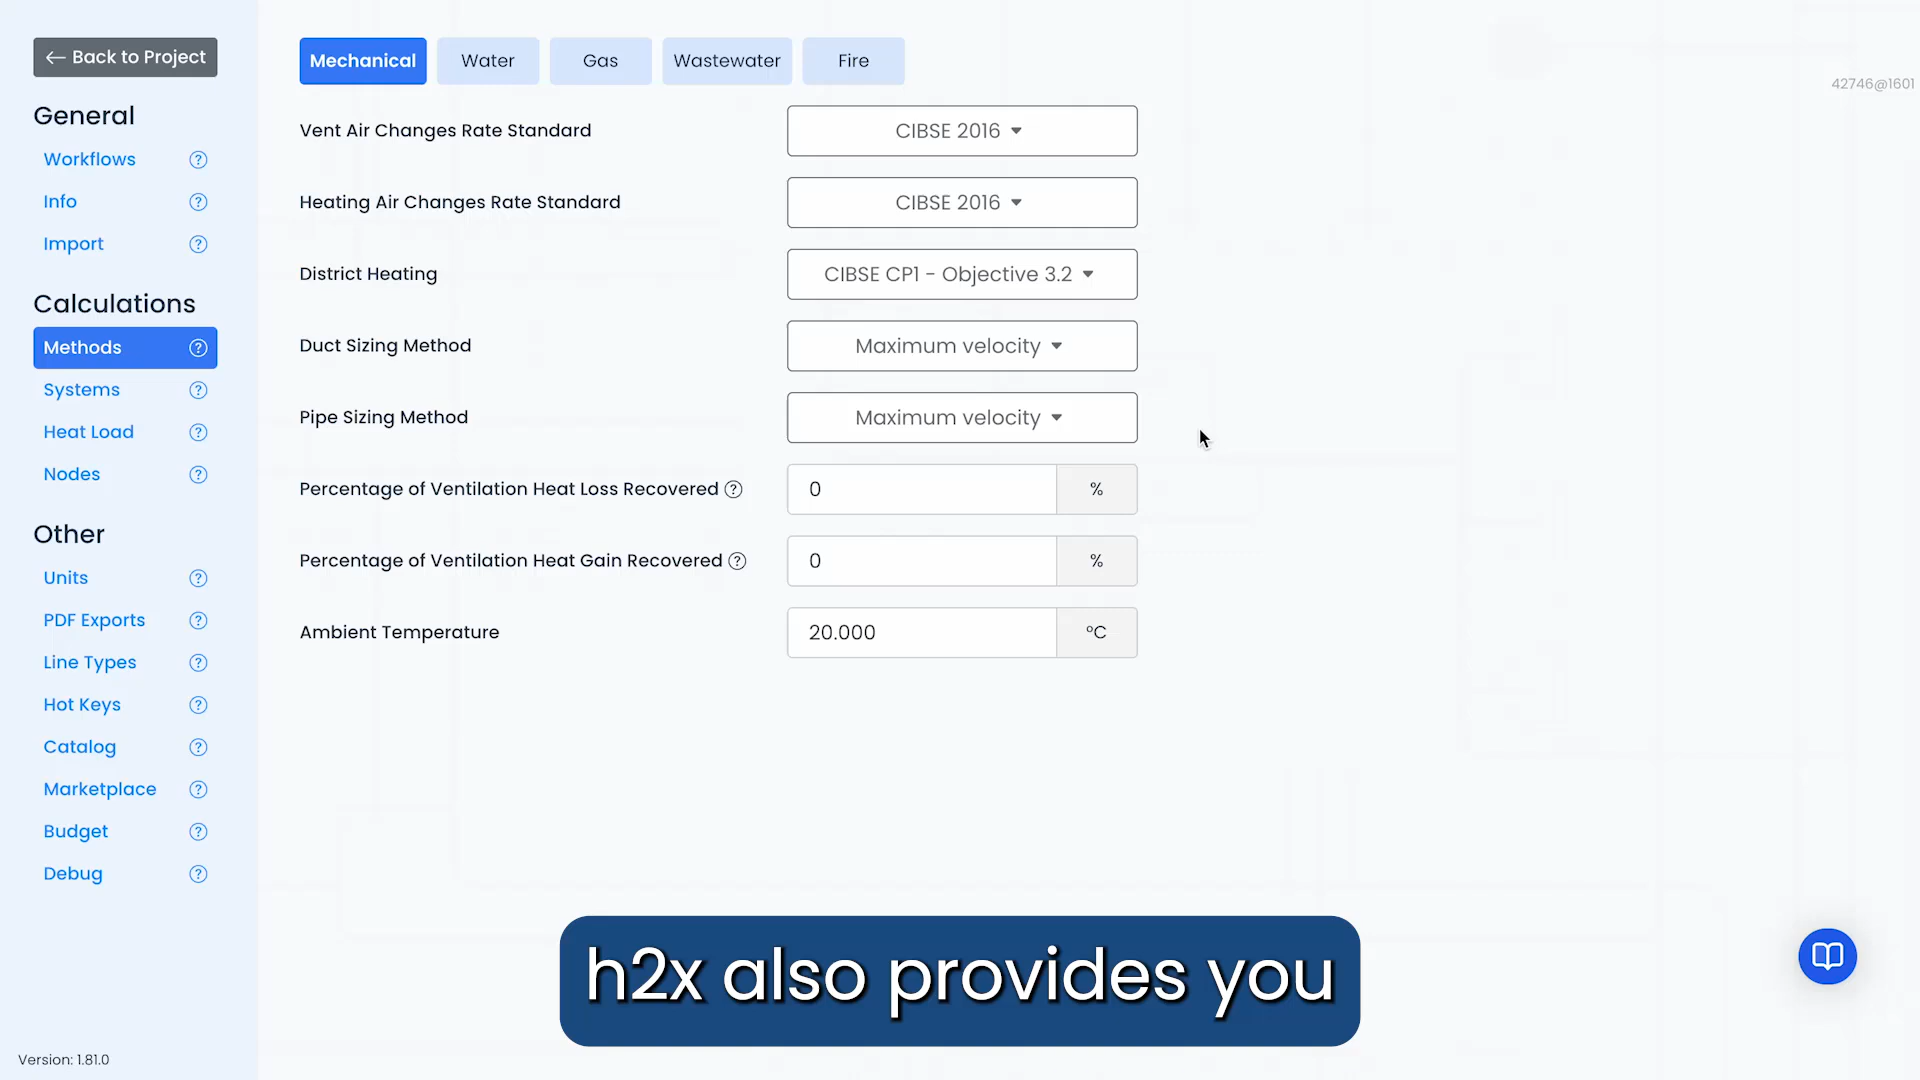 ← Back to Project
General
Workflows
Info
Import
Calculations
Methods
Systems
Heat Load
Nodes
Other
Units
PDF Exports
Line Types
Hot Keys
Catalog
Marketplace
Budget
Debug
Version: 1.81.0
Mechanical Water Gas Wastewater Fire
42746@1601
Vent Air Changes Rate Standard CIBSE 2016
Heating Air Changes Rate Standard CIBSE 2016
District Heating CIBSE CP1 - Objective 3.2
Duct Sizing Method Maximum velocity
Pipe Sizing Method Maximum velocity
Percentage of Ventilation Heat Loss Recovered ? 0 %
Percentage of Ventilation Heat Gain Recovered ? 0 %
Ambient Temperature 20.000 °C
h2x also provides you